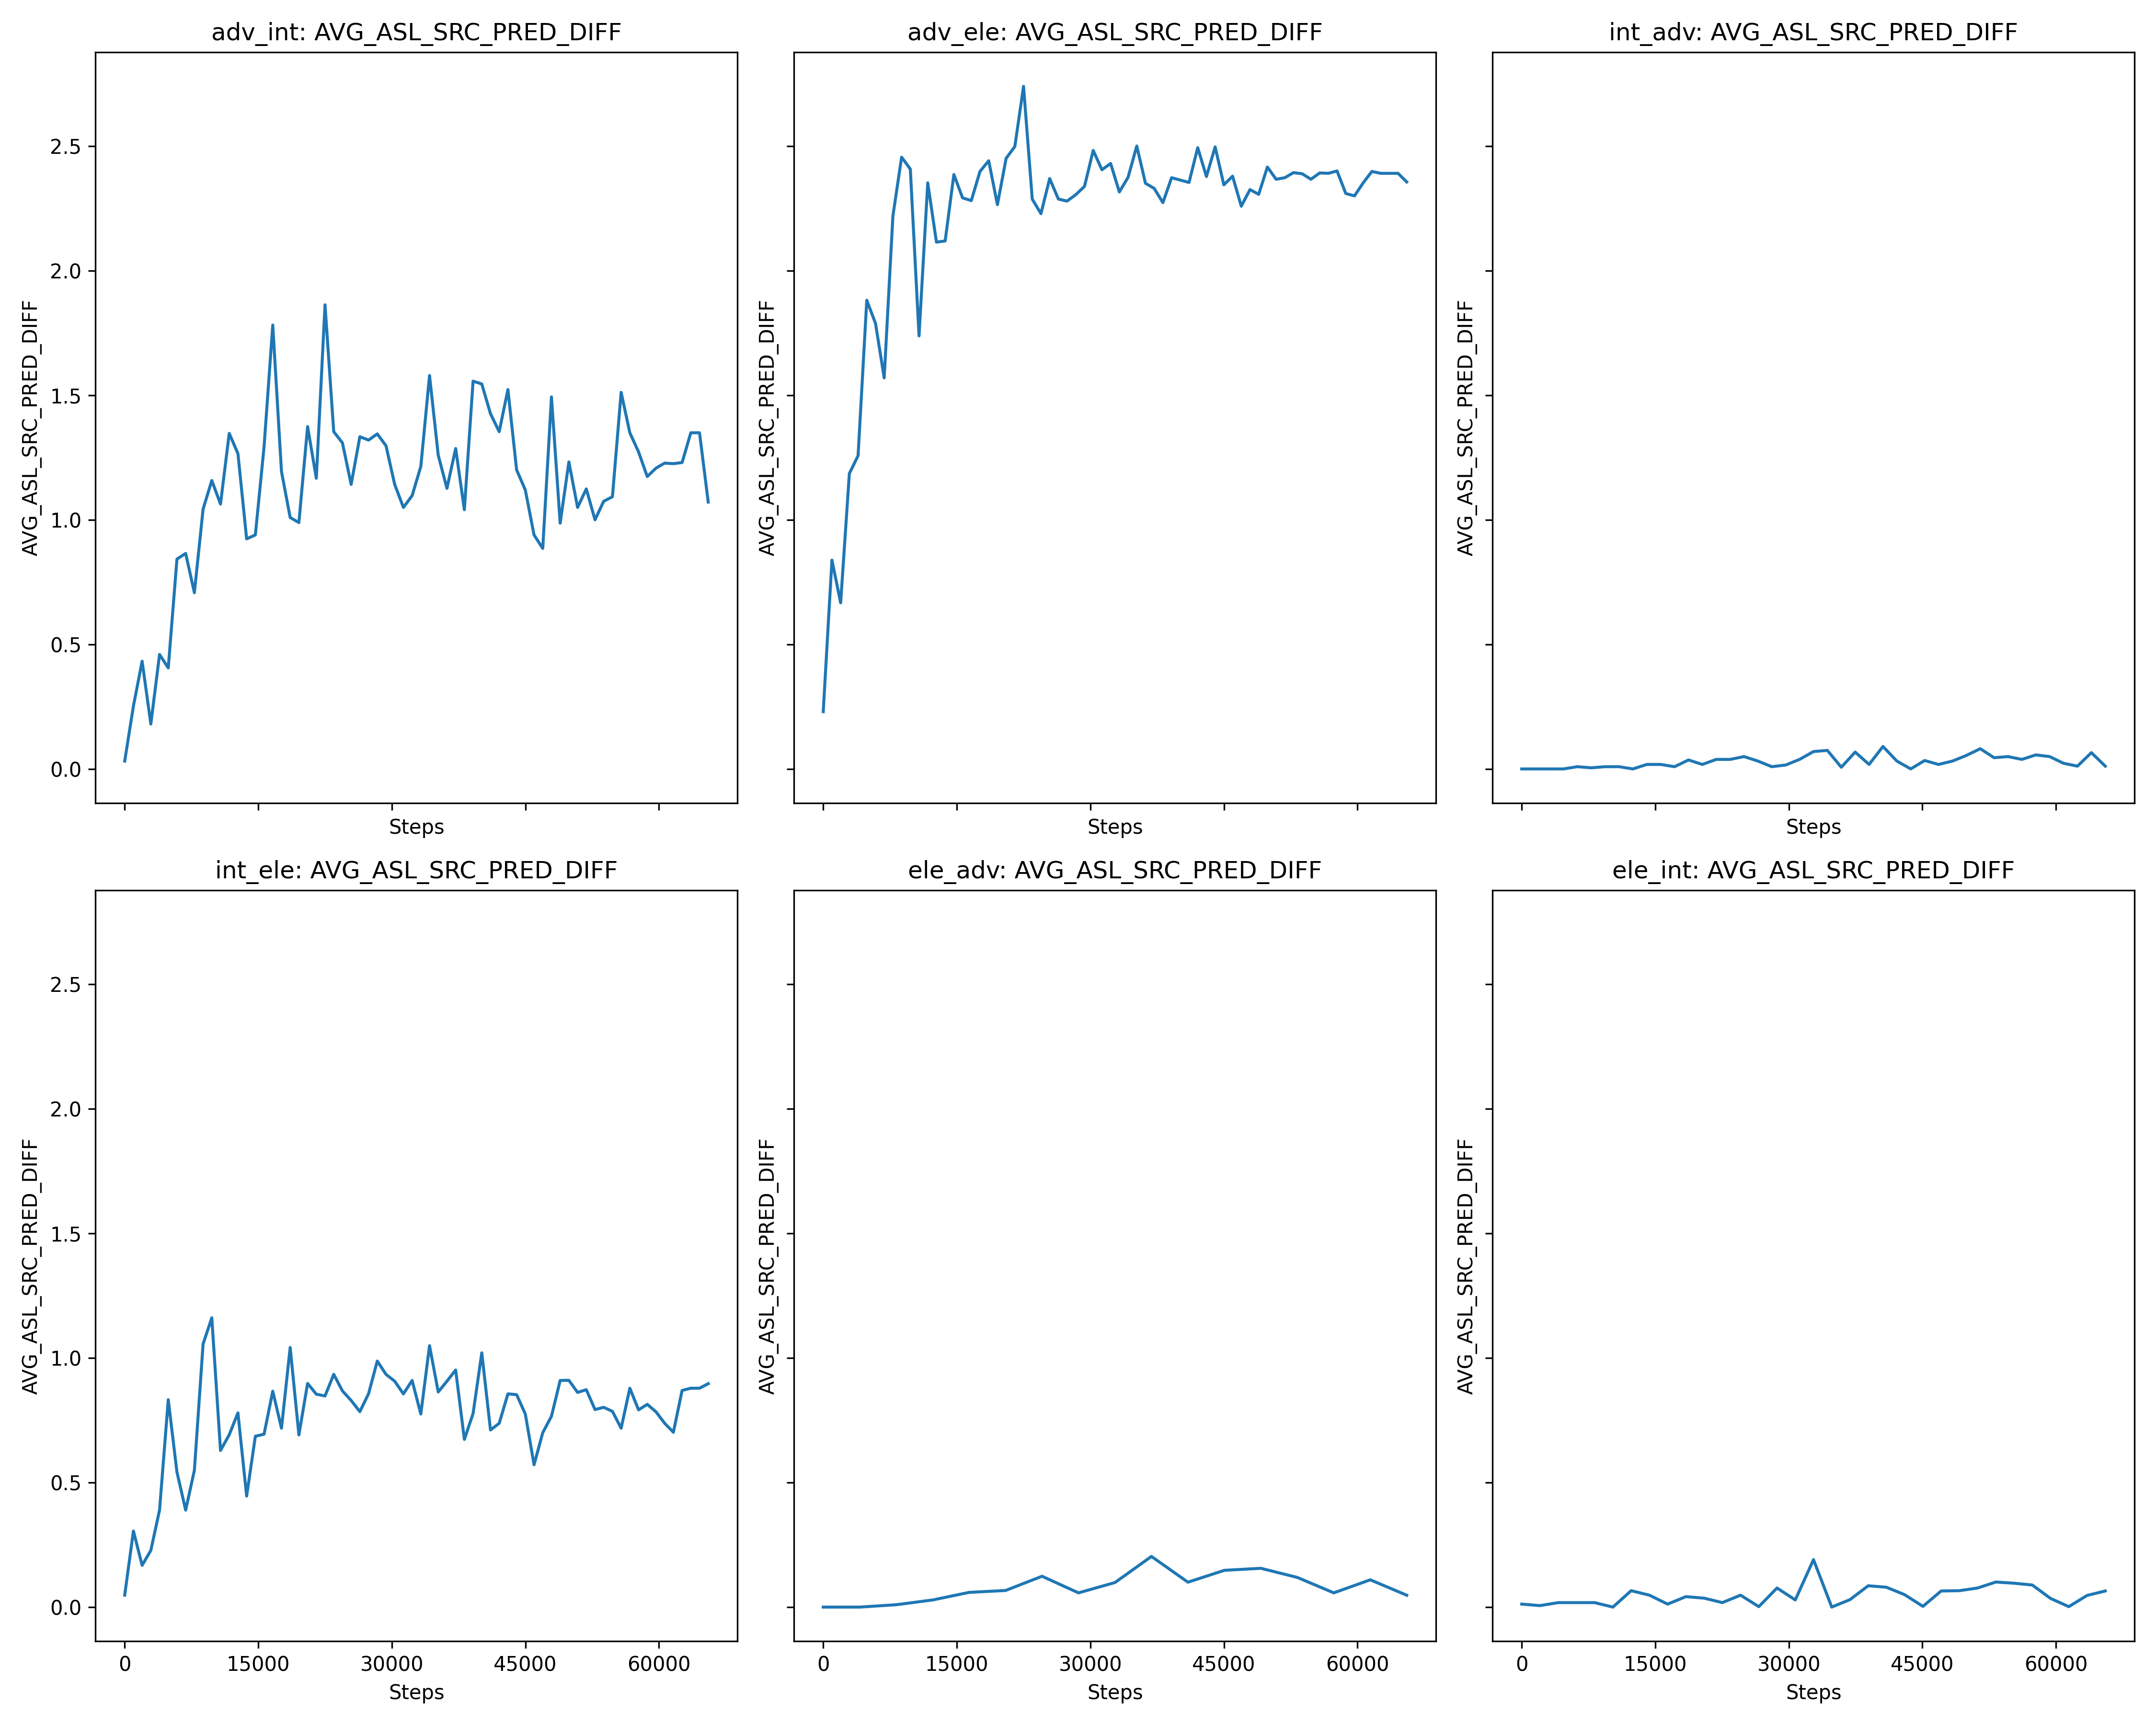 adv_int: AVG_ASL_SRC_PRED_DIFF
adv_ele: AVG_ASL_SRC_PRED_DIFF
int_adv: AVG_ASL_SRC_PRED_DIFF
AVG_ASL_SRC_PRED_DIFF
2.5
2.0
1.5
1.0
0.5
0.0
Steps
AVG_ASL_SRC_PRED_DIFF
Steps
AVG_ASL_SRC_PRED_DIFF
Steps
int_ele: AVG_ASL_SRC_PRED_DIFF
ele_adv: AVG_ASL_SRC_PRED_DIFF
ele_int: AVG_ASL_SRC_PRED_DIFF
AVG_ASL_SRC_PRED_DIFF
2.5
2.0
1.5
1.0
0.5
0.0
0 15000 30000 45000 60000
Steps
AVG_ASL_SRC_PRED_DIFF
0 15000 30000 45000 60000
Steps
AVG_ASL_SRC_PRED_DIFF
0 15000 30000 45000 60000
Steps